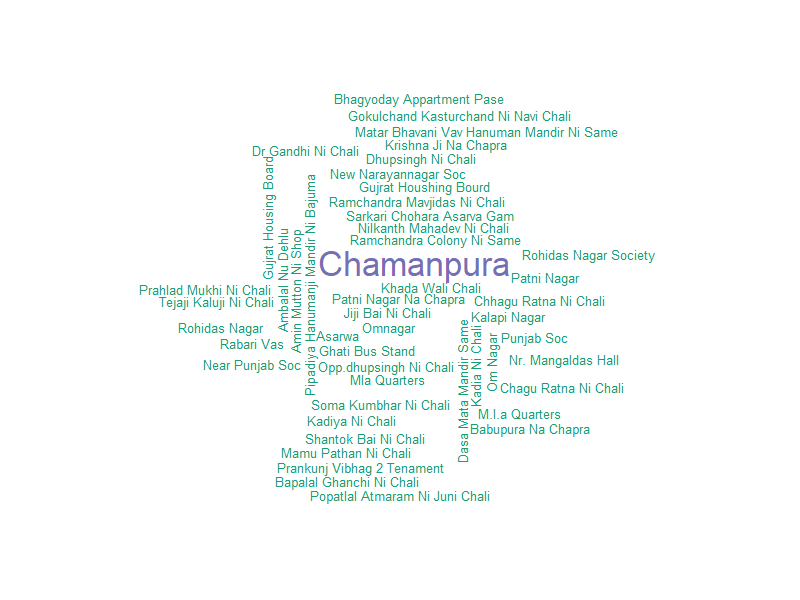 Bhagyoday Appartment Pase
Gokulchand Kasturchand Ni Navi Chali
Matar Bhavani Vav Hanuman Mandir Ni Same
Krishna Ji Na Chapra
Dr Gandhi Ni Chali
Dhupsingh Ni Chali
New Narayannagar Soc
Gujrat Houshing Bourd
Ramchandra Mavjidas Ni Chali
Sarkari Chohara Asarva Gam
Nilkanth Mahadev Ni Chali
Ramchandra Colony Ni Same
Gujrat Housing Board
Ambalal Nu Dehlu
Amin Mutton Ni Shop
Pipadiya Hanumanji Mandir Ni Bajuma
Chamanpura
Rohidas Nagar Society
Patni Nagar
Prahlad Mukhi Ni Chali
Khada Wali Chali
Tejaji Kaluji Ni Chali
Patni Nagar Na Chapra
Chhagu Ratna Ni Chali
Jiji Bai Ni Chali
Kalapi Nagar
Rohidas Nagar
Omnagar
Asarwa
Punjab Soc
Rabari Vas
Ghati Bus Stand
Near Punjab Soc
Opp.dhupsingh Ni Chali
Nr. Mangaldas Hall
Mla Quarters
Dasa Mata Mandir Same
Kadia Ni Chali
Om Nagar
Chagu Ratna Ni Chali
Soma Kumbhar Ni Chali
M.l.a Quarters
Kadiya Ni Chali
Babupura Na Chapra
Shantok Bai Ni Chali
Mamu Pathan Ni Chali
Prankunj Vibhag 2 Tenament
Bapalal Ghanchi Ni Chali
Popatlal Atmaram Ni Juni Chali